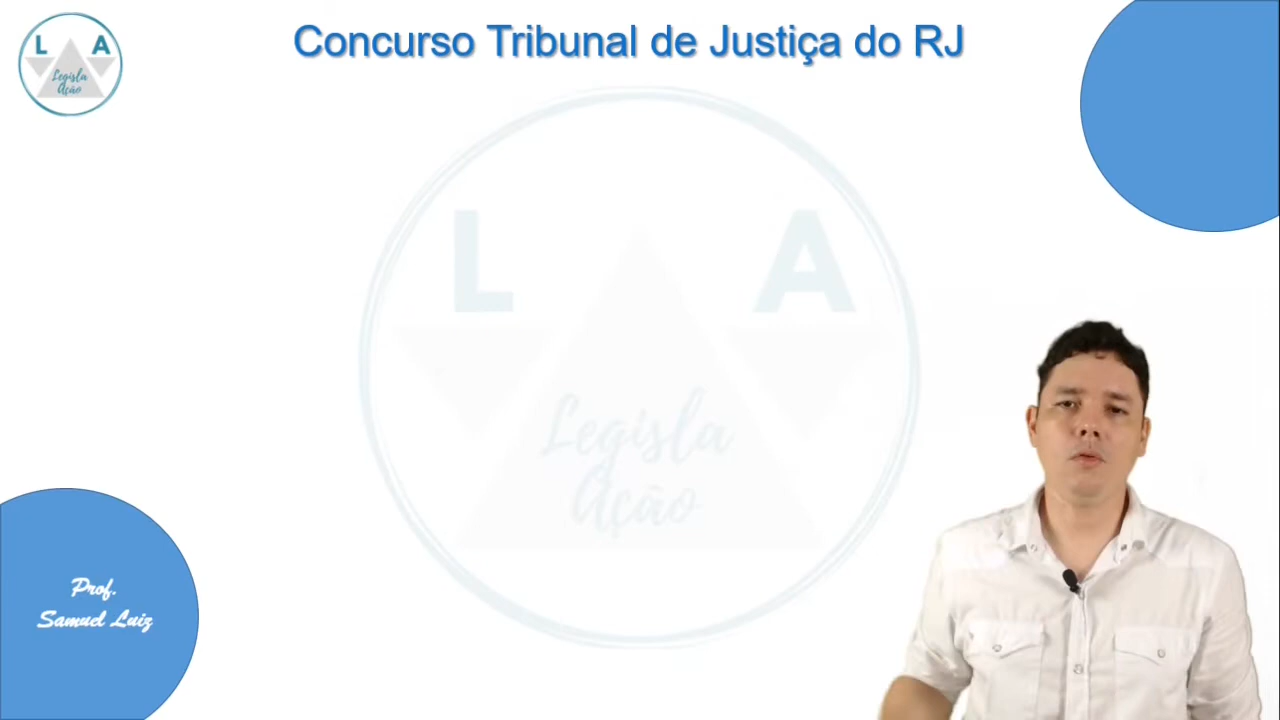 L A
Legisla
Ação
Concurso Tribunal de Justiça do RJ
L A
Legisla
Ação
Prof.
Samuel Luiz